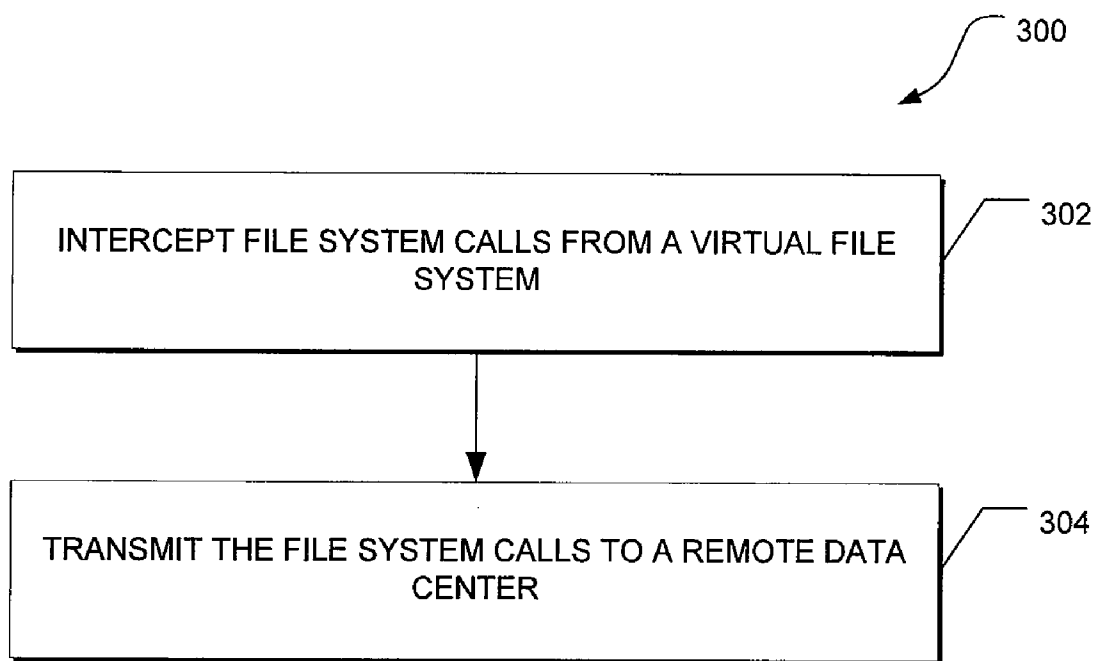 300
INTERCEPT FILE SYSTEM CALLS FROM A VIRTUAL FILE
SYSTEM
302
TRANSMIT THE FILE SYSTEM CALLS TO A REMOTE DATA
CENTER
304